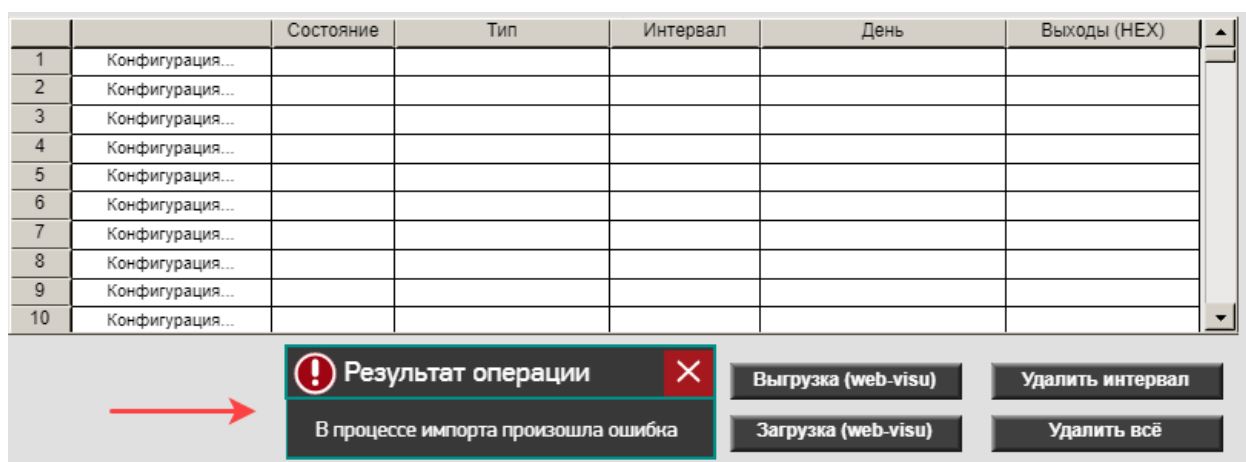 Состояние Тип Интервал День Выходы (HEX)
1 Конфигурация...
2 Конфигурация...
3 Конфигурация...
4 Конфигурация...
5 Конфигурация...
6 Конфигурация...
7 Конфигурация...
8 Конфигурация...
9 Конфигурация...
10 Конфигурация...
Результат операции
В процессе импорта произошла ошибка
Выгрузка (web-visu) Удалить интервал
Загрузка (web-visu) Удалить всё